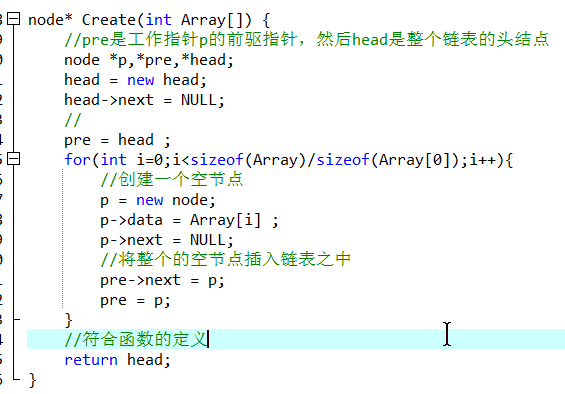 node* Create(int Array[]) {
//pre是工作指针p的前驱指针，然后head是整个链表的头结点
node *p,*pre,*head;
head = new head;
head->next = NULL;
//
pre = head ;
for(int i=0;i<sizeof(Array)/sizeof(Array[0]);i++){
//创建一个空节点
p = new node;
p->data = Array[i] ;
p->next = NULL;
//将整个的空节点插入链表之中
pre->next = p;
pre = p;
}
//符合函数的定义
return head;
}